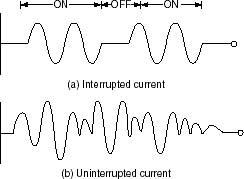 ON OFF ON
(a) Interrupted current
(b) Uninterrupted current